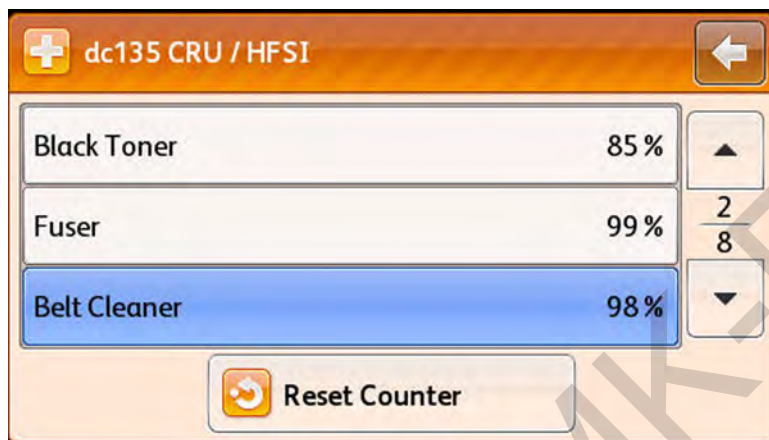 dc135 CRU / HFSI
Black Toner 85 %
Fuser 99 %
2
8
Belt Cleaner 98 %
Reset Counter